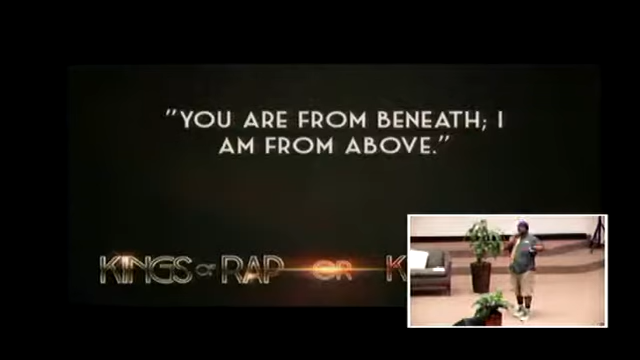 "YOU ARE FROM BENEATH; I
AM FROM ABOVE."
KINGS OF RAP OR K